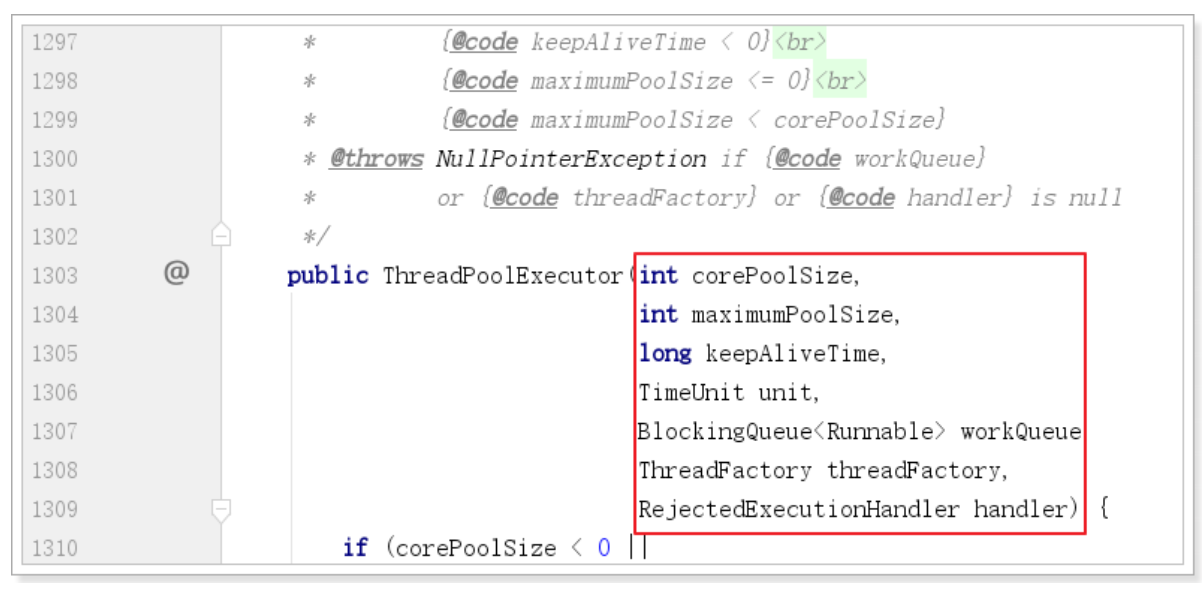 1297 * {@code keepAliveTime < 0}<br>
1298 * {@code maximumPoolSize <= 0}<br>
1299 * {@code maximumPoolSize < corePoolSize}
1300 * @throws NullPointerException if {@code workQueue}
1301 * or {@code threadFactory} or {@code handler} is null
1302 */
1303 @ public ThreadPoolExecutor(int corePoolSize,
1304 int maximumPoolSize,
1305 long keepAliveTime,
1306 TimeUnit unit,
1307 BlockingQueue<Runnable> workQueue
1308 ThreadFactory threadFactory,
1309 RejectedExecutionHandler handler) {
1310 if (corePoolSize < 0 ||